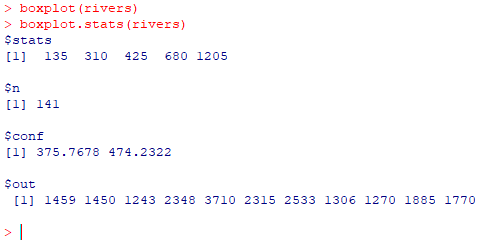 > boxplot(rivers)
> boxplot.stats(rivers)
$stats
[1]  135  310  425  680 1205
$n
[1] 141
$conf
[1] 375.7678 474.2322
$out
 [1] 1459 1450 1243 2348 3710 2315 2533 1306 1270 1885 1770
>